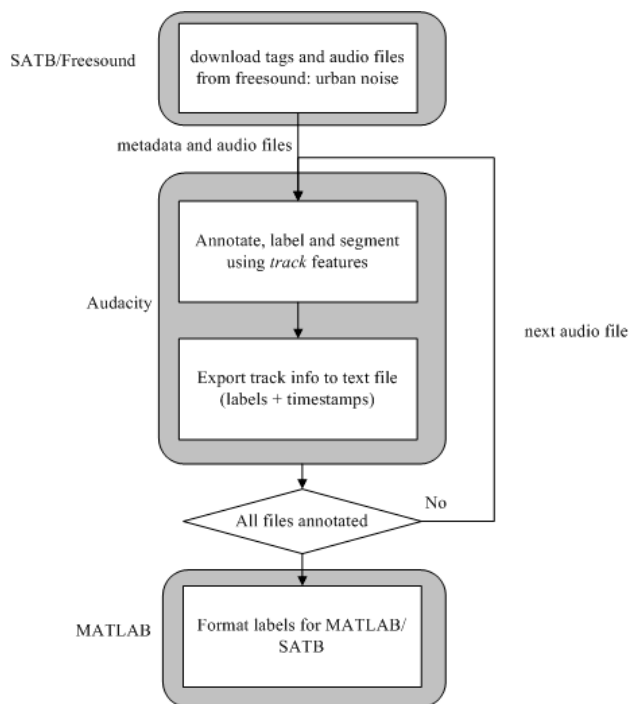 SATB/Freesound
download tags and audio files
from freesound: urban noise
metadata and audio files
Annotate, label and segment
using track features
Audacity
next audio file
Export track info to text file
(labels + timestamps)
No
All files annotated
MATLAB
Format labels for MATLAB/
SATB